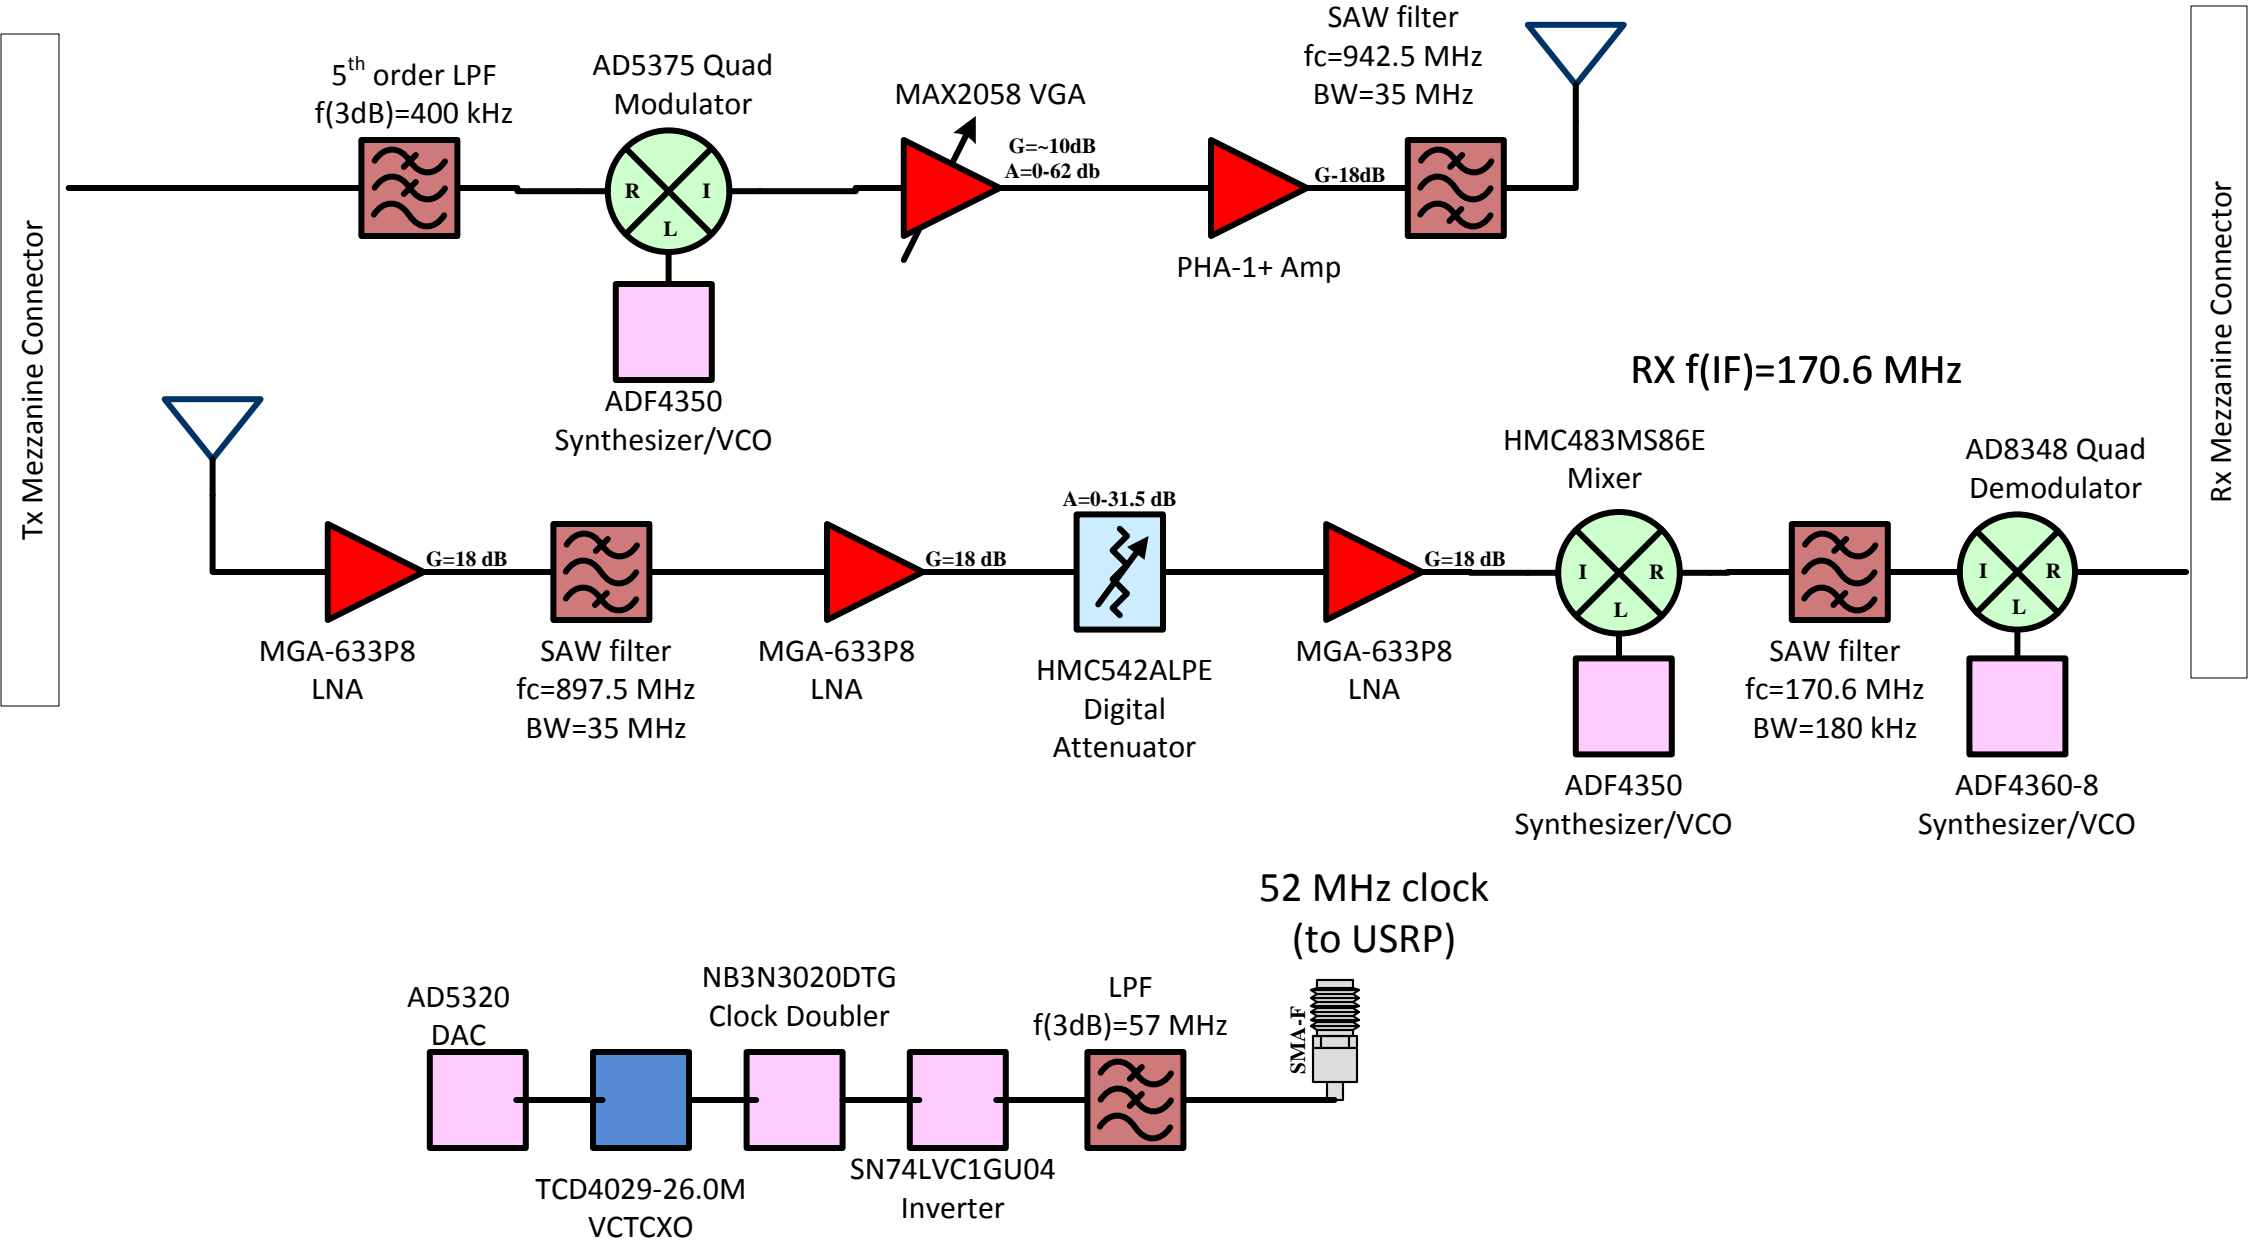 Tx Mezzanine Connector
5th order LPF
f(3dB)=400 kHz
AD5375 Quad
Modulator
R
I
L
ADF4350
Synthesizer/VCO
MAX2058 VGA
G=~10dB
A=0-62 db
PHA-1+ Amp
G-18dB
SAW filter
fc=942.5 MHz
BW=35 MHz
Rx Mezzanine Connector
RX f(IF)=170.6 MHz
MGA-633P8
LNA
G=18 dB
SAW filter
fc=897.5 MHz
BW=35 MHz
MGA-633P8
LNA
G=18 dB
A=0-31.5 dB
HMC542ALPE
Digital
Attenuator
MGA-633P8
LNA
G=18 dB
HMC483MS86E
Mixer
I
R
L
ADF4350
Synthesizer/VCO
SAW filter
fc=170.6 MHz
BW=180 kHz
AD8348 Quad
Demodulator
I
R
L
ADF4360-8
Synthesizer/VCO
52 MHz clock
(to USRP)
AD5320
DAC
TCD4029-26.0M
VCTCXO
NB3N3020DTG
Clock Doubler
SN74LVC1GU04
Inverter
LPF
f(3dB)=57 MHz
SMA-F